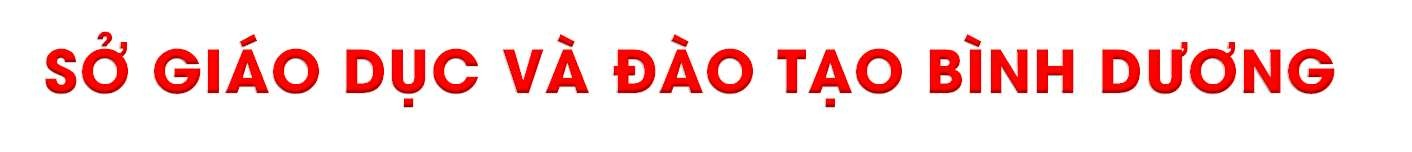 SỞ GIÁO DỤC VÀ ĐÀO TẠO BÌNH DƯƠNG